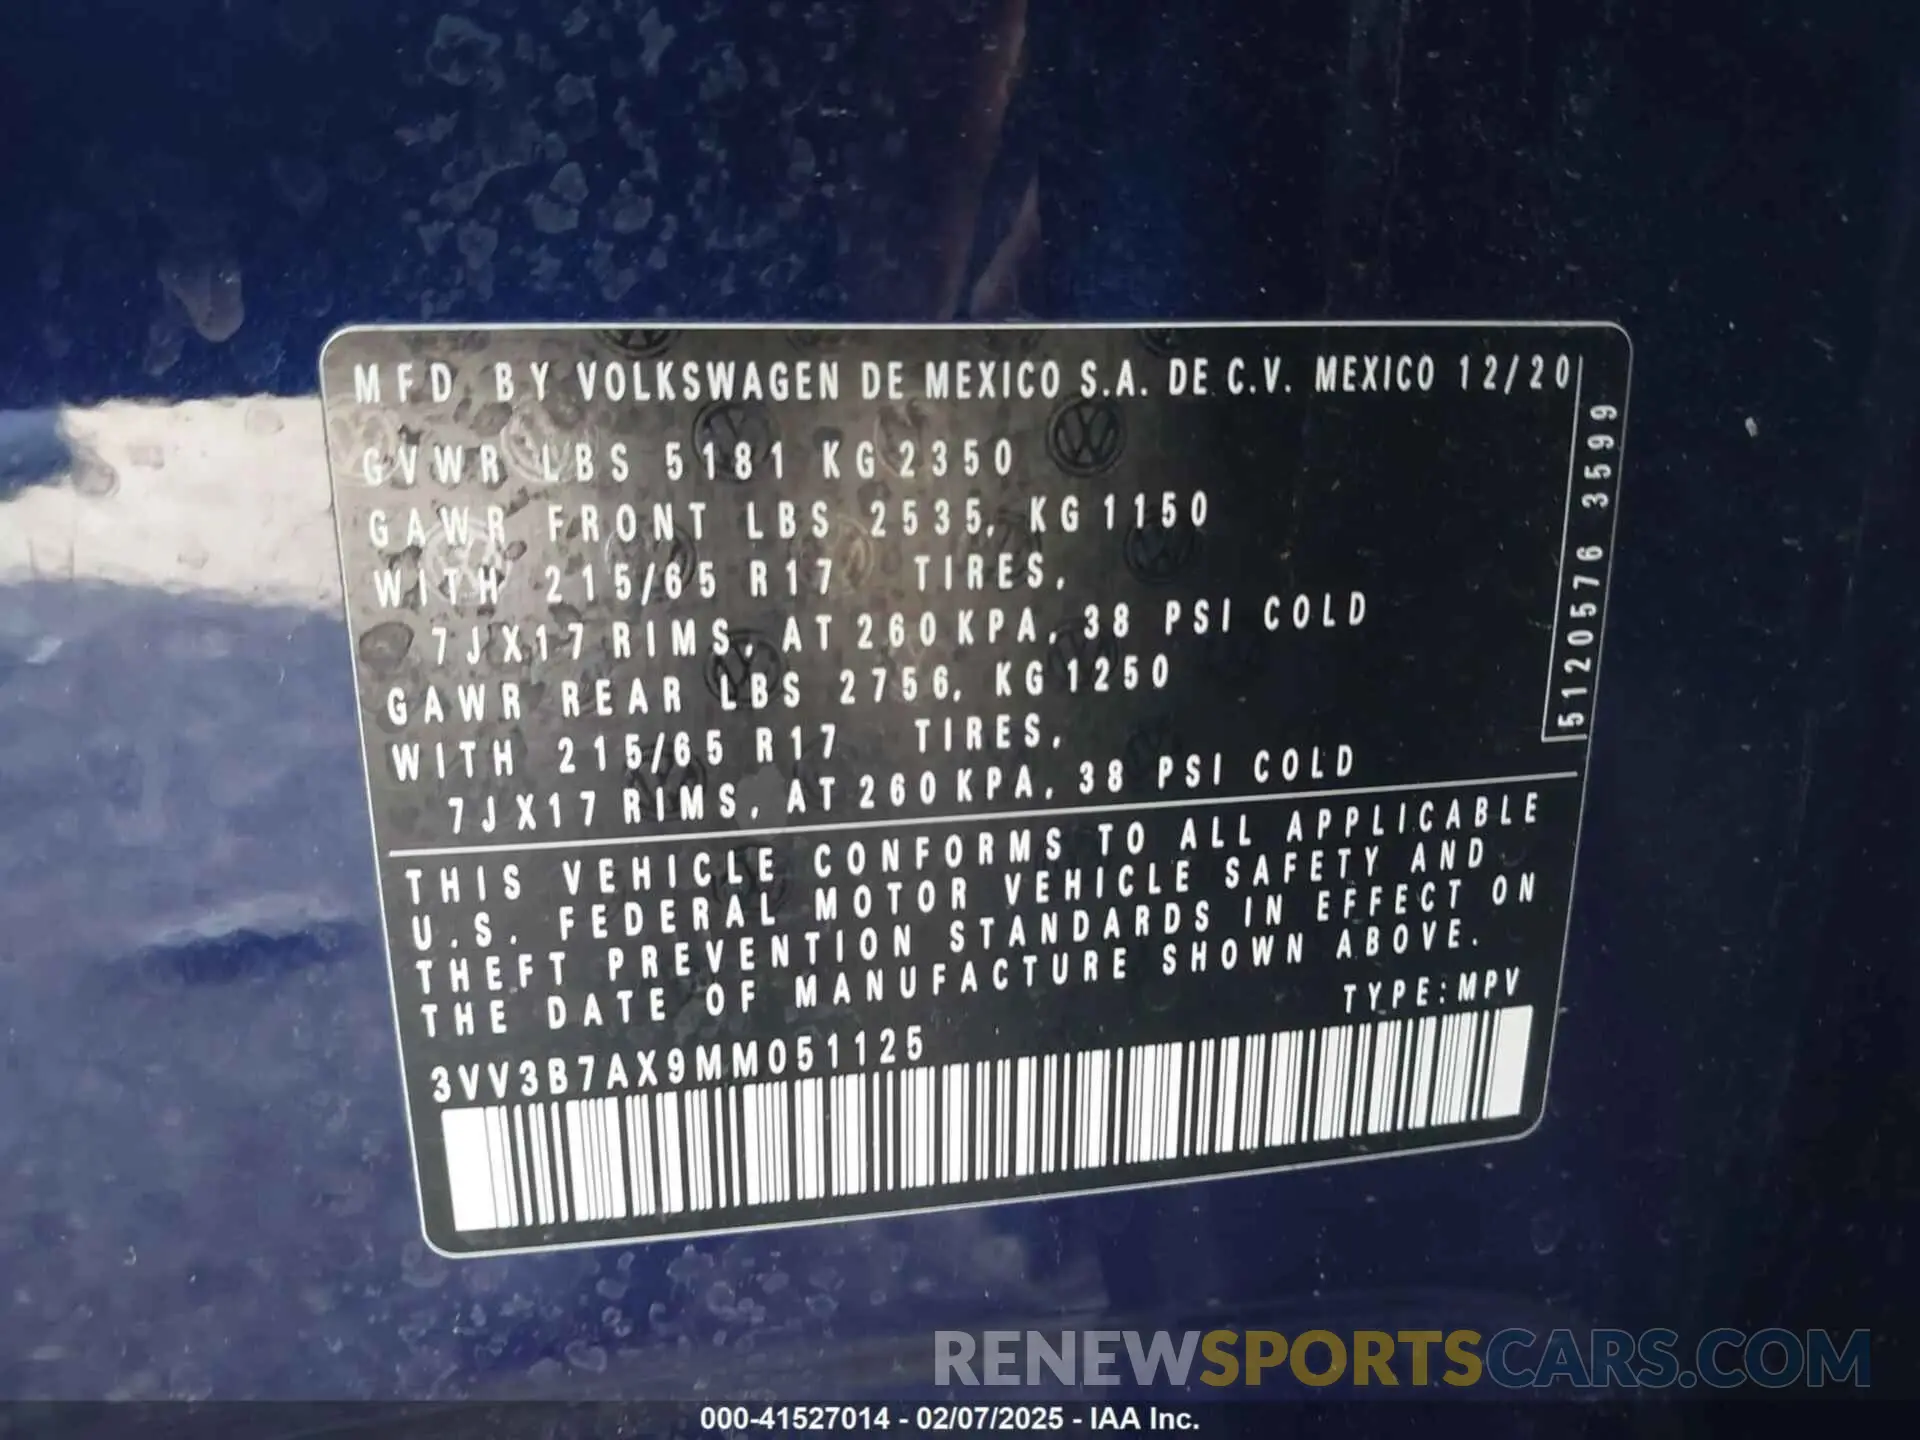 MFD BY VOLKSWAGEN DE MEXICO S.A. DE C.V. MEXICO 12/20
GVWR LBS 5181 KG 2350
GAWR FRONT LBS 2535, KG 1150
WITH 215/65 R17 TIRES,
7JX17 RIMS, AT 260 KPA, 38 PSI COLD
GAWR REAR LBS 2756, KG 1250
WITH 215/65 R17 TIRES,
7JX17 RIMS, AT 260 KPA, 38 PSI COLD
5120576 3599
THIS VEHICLE CONFORMS TO ALL APPLICABLE
U.S. FEDERAL MOTOR VEHICLE SAFETY AND
THEFT PREVENTION STANDARDS IN EFFECT ON
THE DATE OF MANUFACTURE SHOWN ABOVE.
TYPE:MPV
3VV3B7AX9MM051125
RENEWSPORTSCARS.COM
000-41527014 - 02/07/2025 - IAA Inc.